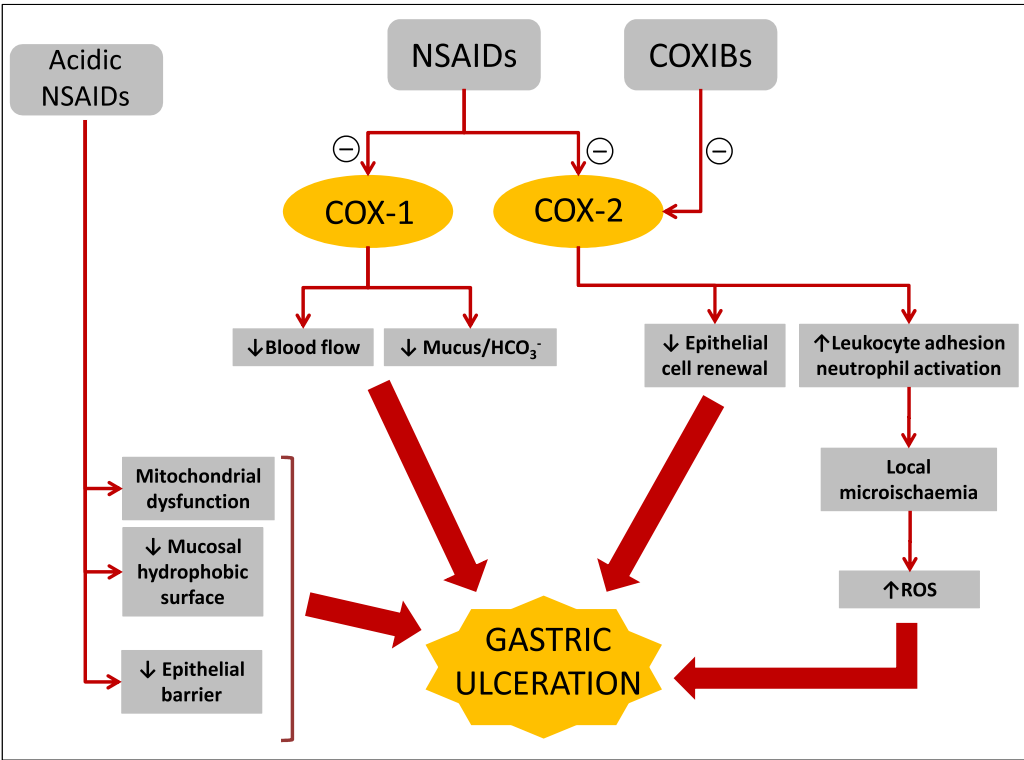 Acidic
NSAIDs
NSAIDs
COXIBs
−
−
−
COX-1
COX-2
↓Blood flow
↓ Mucus/HCO₃⁻
↓ Epithelial
cell renewal
↑Leukocyte adhesion
neutrophil activation
Local
microischaemia
↑ROS
Mitochondrial
dysfunction
↓ Mucosal
hydrophobic
surface
↓ Epithelial
barrier
GASTRIC
ULCERATION